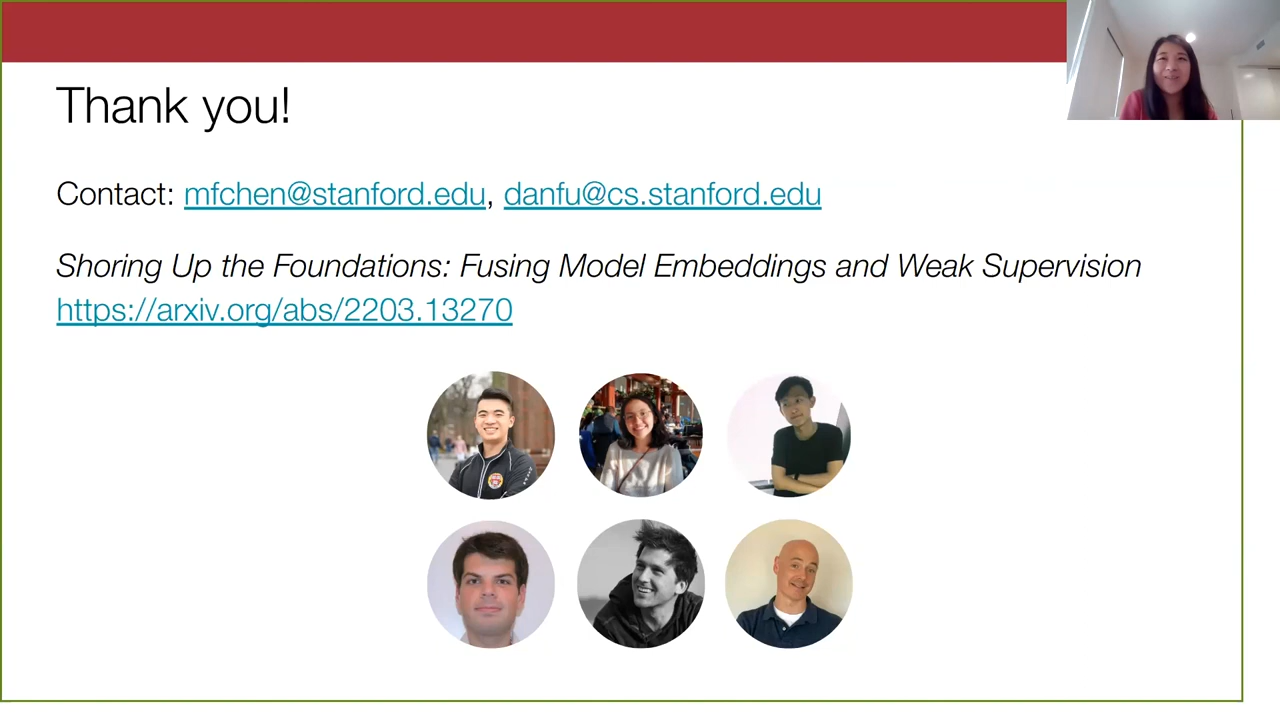 Thank you!
Contact: mfchen@stanford.edu, danfu@cs.stanford.edu
Shoring Up the Foundations: Fusing Model Embeddings and Weak Supervision
https://arxiv.org/abs/2203.13270